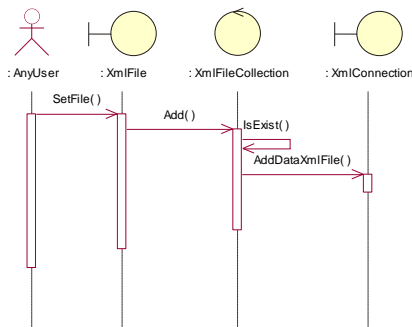 : AnyUser
: XmlFile
: XmlFileCollection
: XmlConnection
SetFile( )
Add( )
IsExist( )
AddDataXmlFile( )